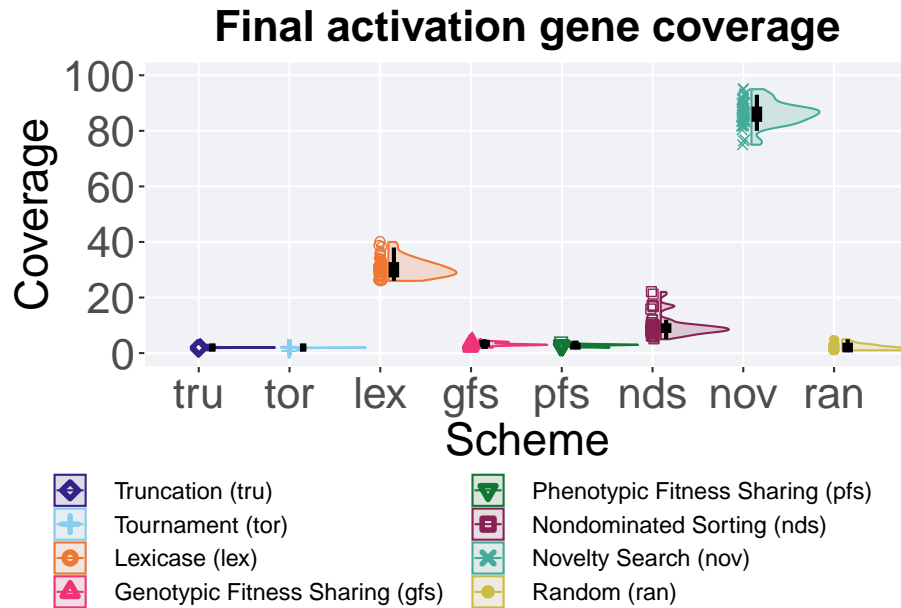 Final activation gene coverage
100
80
60
40
20
0
Coverage
tru tor lex gfs pfs nds nov ran
Scheme
Truncation (tru)
Tournament (tor)
Lexicase (lex)
Genotypic Fitness Sharing (gfs)
Phenotypic Fitness Sharing (pfs)
Nondominated Sorting (nds)
Novelty Search (nov)
Random (ran)